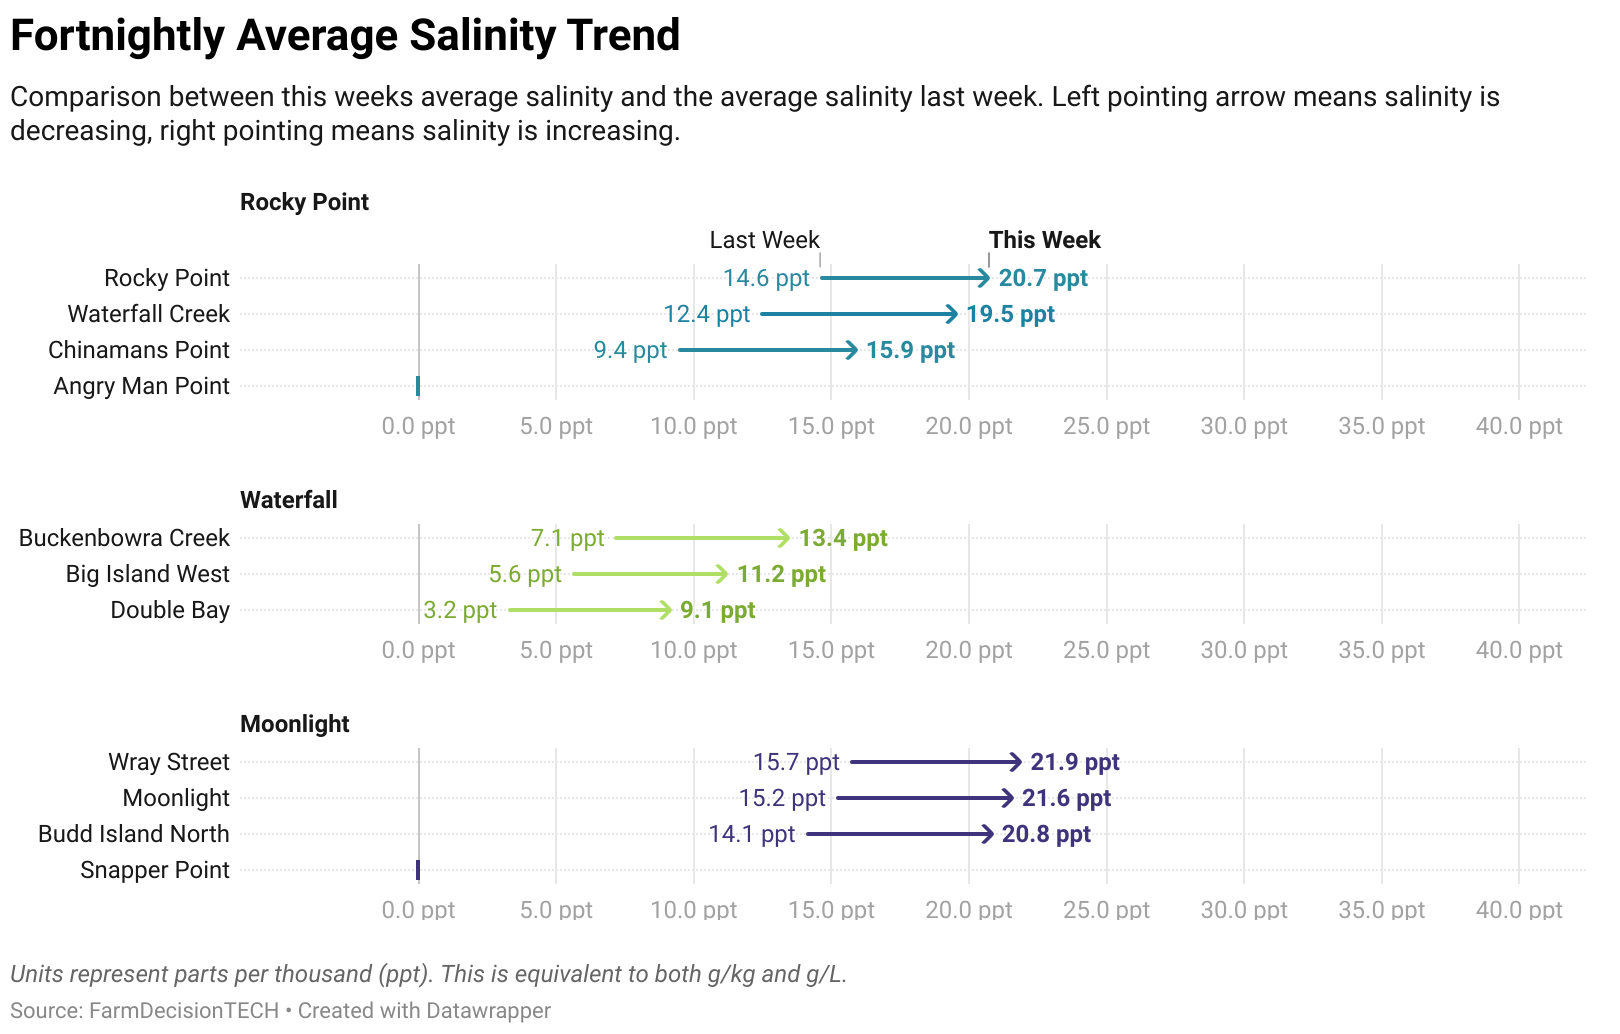 Fortnightly Average Salinity Trend
Comparison between this weeks average salinity and the average salinity last week. Left pointing arrow means salinity is
decreasing, right pointing means salinity is increasing.
Rocky Point
Last Week This Week
Rocky Point 14.6 ppt 20.7 ppt
Waterfall Creek 12.4 ppt 19.5 ppt
Chinamans Point 9.4 ppt 15.9 ppt
Angry Man Point
0.0 ppt 5.0 ppt 10.0 ppt 15.0 ppt 20.0 ppt 25.0 ppt 30.0 ppt 35.0 ppt 40.0 ppt
Waterfall
Buckenbowra Creek 7.1 ppt 13.4 ppt
Big Island West 5.6 ppt 11.2 ppt
Double Bay 3.2 ppt 9.1 ppt
0.0 ppt 5.0 ppt 10.0 ppt 15.0 ppt 20.0 ppt 25.0 ppt 30.0 ppt 35.0 ppt 40.0 ppt
Moonlight
Wray Street 15.7 ppt 21.9 ppt
Moonlight 15.2 ppt 21.6 ppt
Budd Island North 14.1 ppt 20.8 ppt
Snapper Point
0.0 ppt 5.0 ppt 10.0 ppt 15.0 ppt 20.0 ppt 25.0 ppt 30.0 ppt 35.0 ppt 40.0 ppt
Units represent parts per thousand (ppt). This is equivalent to both g/kg and g/L.
Source: FarmDecisionTECH • Created with Datawrapper